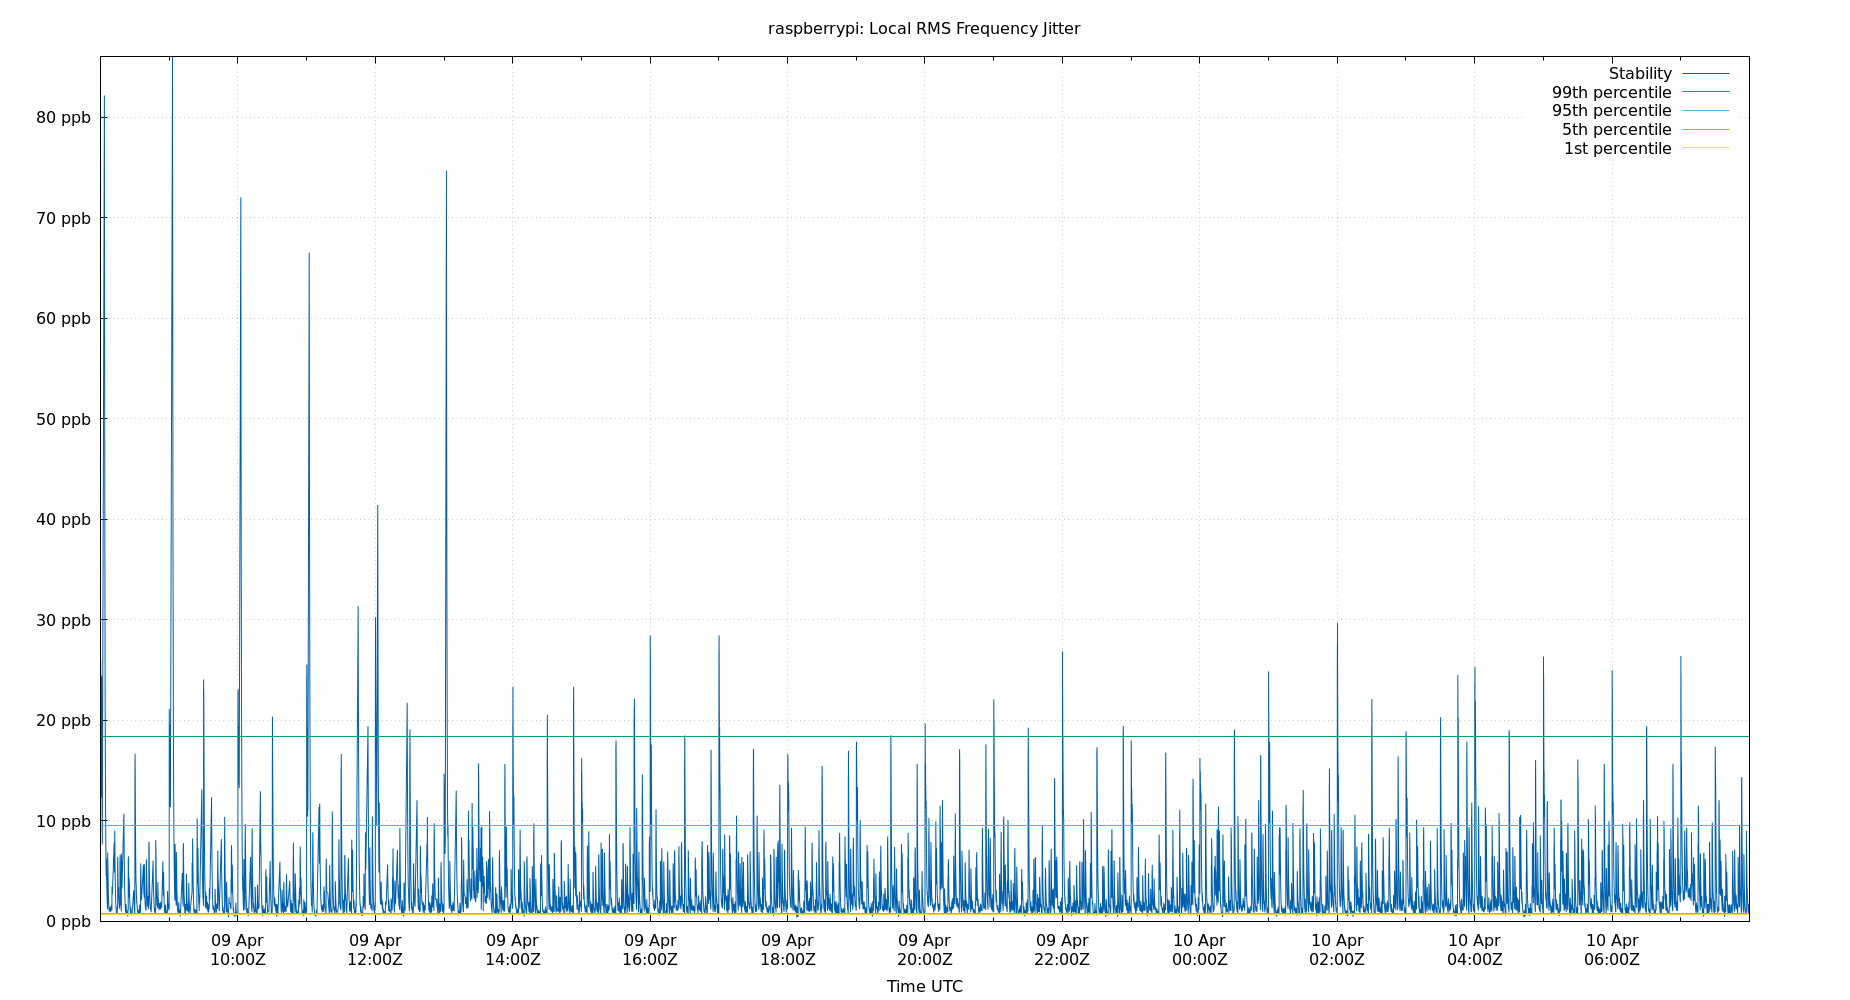 raspberrypi: Local RMS Frequency Jitter
Stability
99th percentile
95th percentile
5th percentile
1st percentile
80 ppb
70 ppb
60 ppb
50 ppb
40 ppb
30 ppb
20 ppb
10 ppb
0 ppb
09 Apr 09 Apr 09 Apr 09 Apr 09 Apr 09 Apr 09 Apr 10 Apr 10 Apr 10 Apr 10 Apr
10:00Z 12:00Z 14:00Z 16:00Z 18:00Z 20:00Z 22:00Z 00:00Z 02:00Z 04:00Z 06:00Z
Time UTC